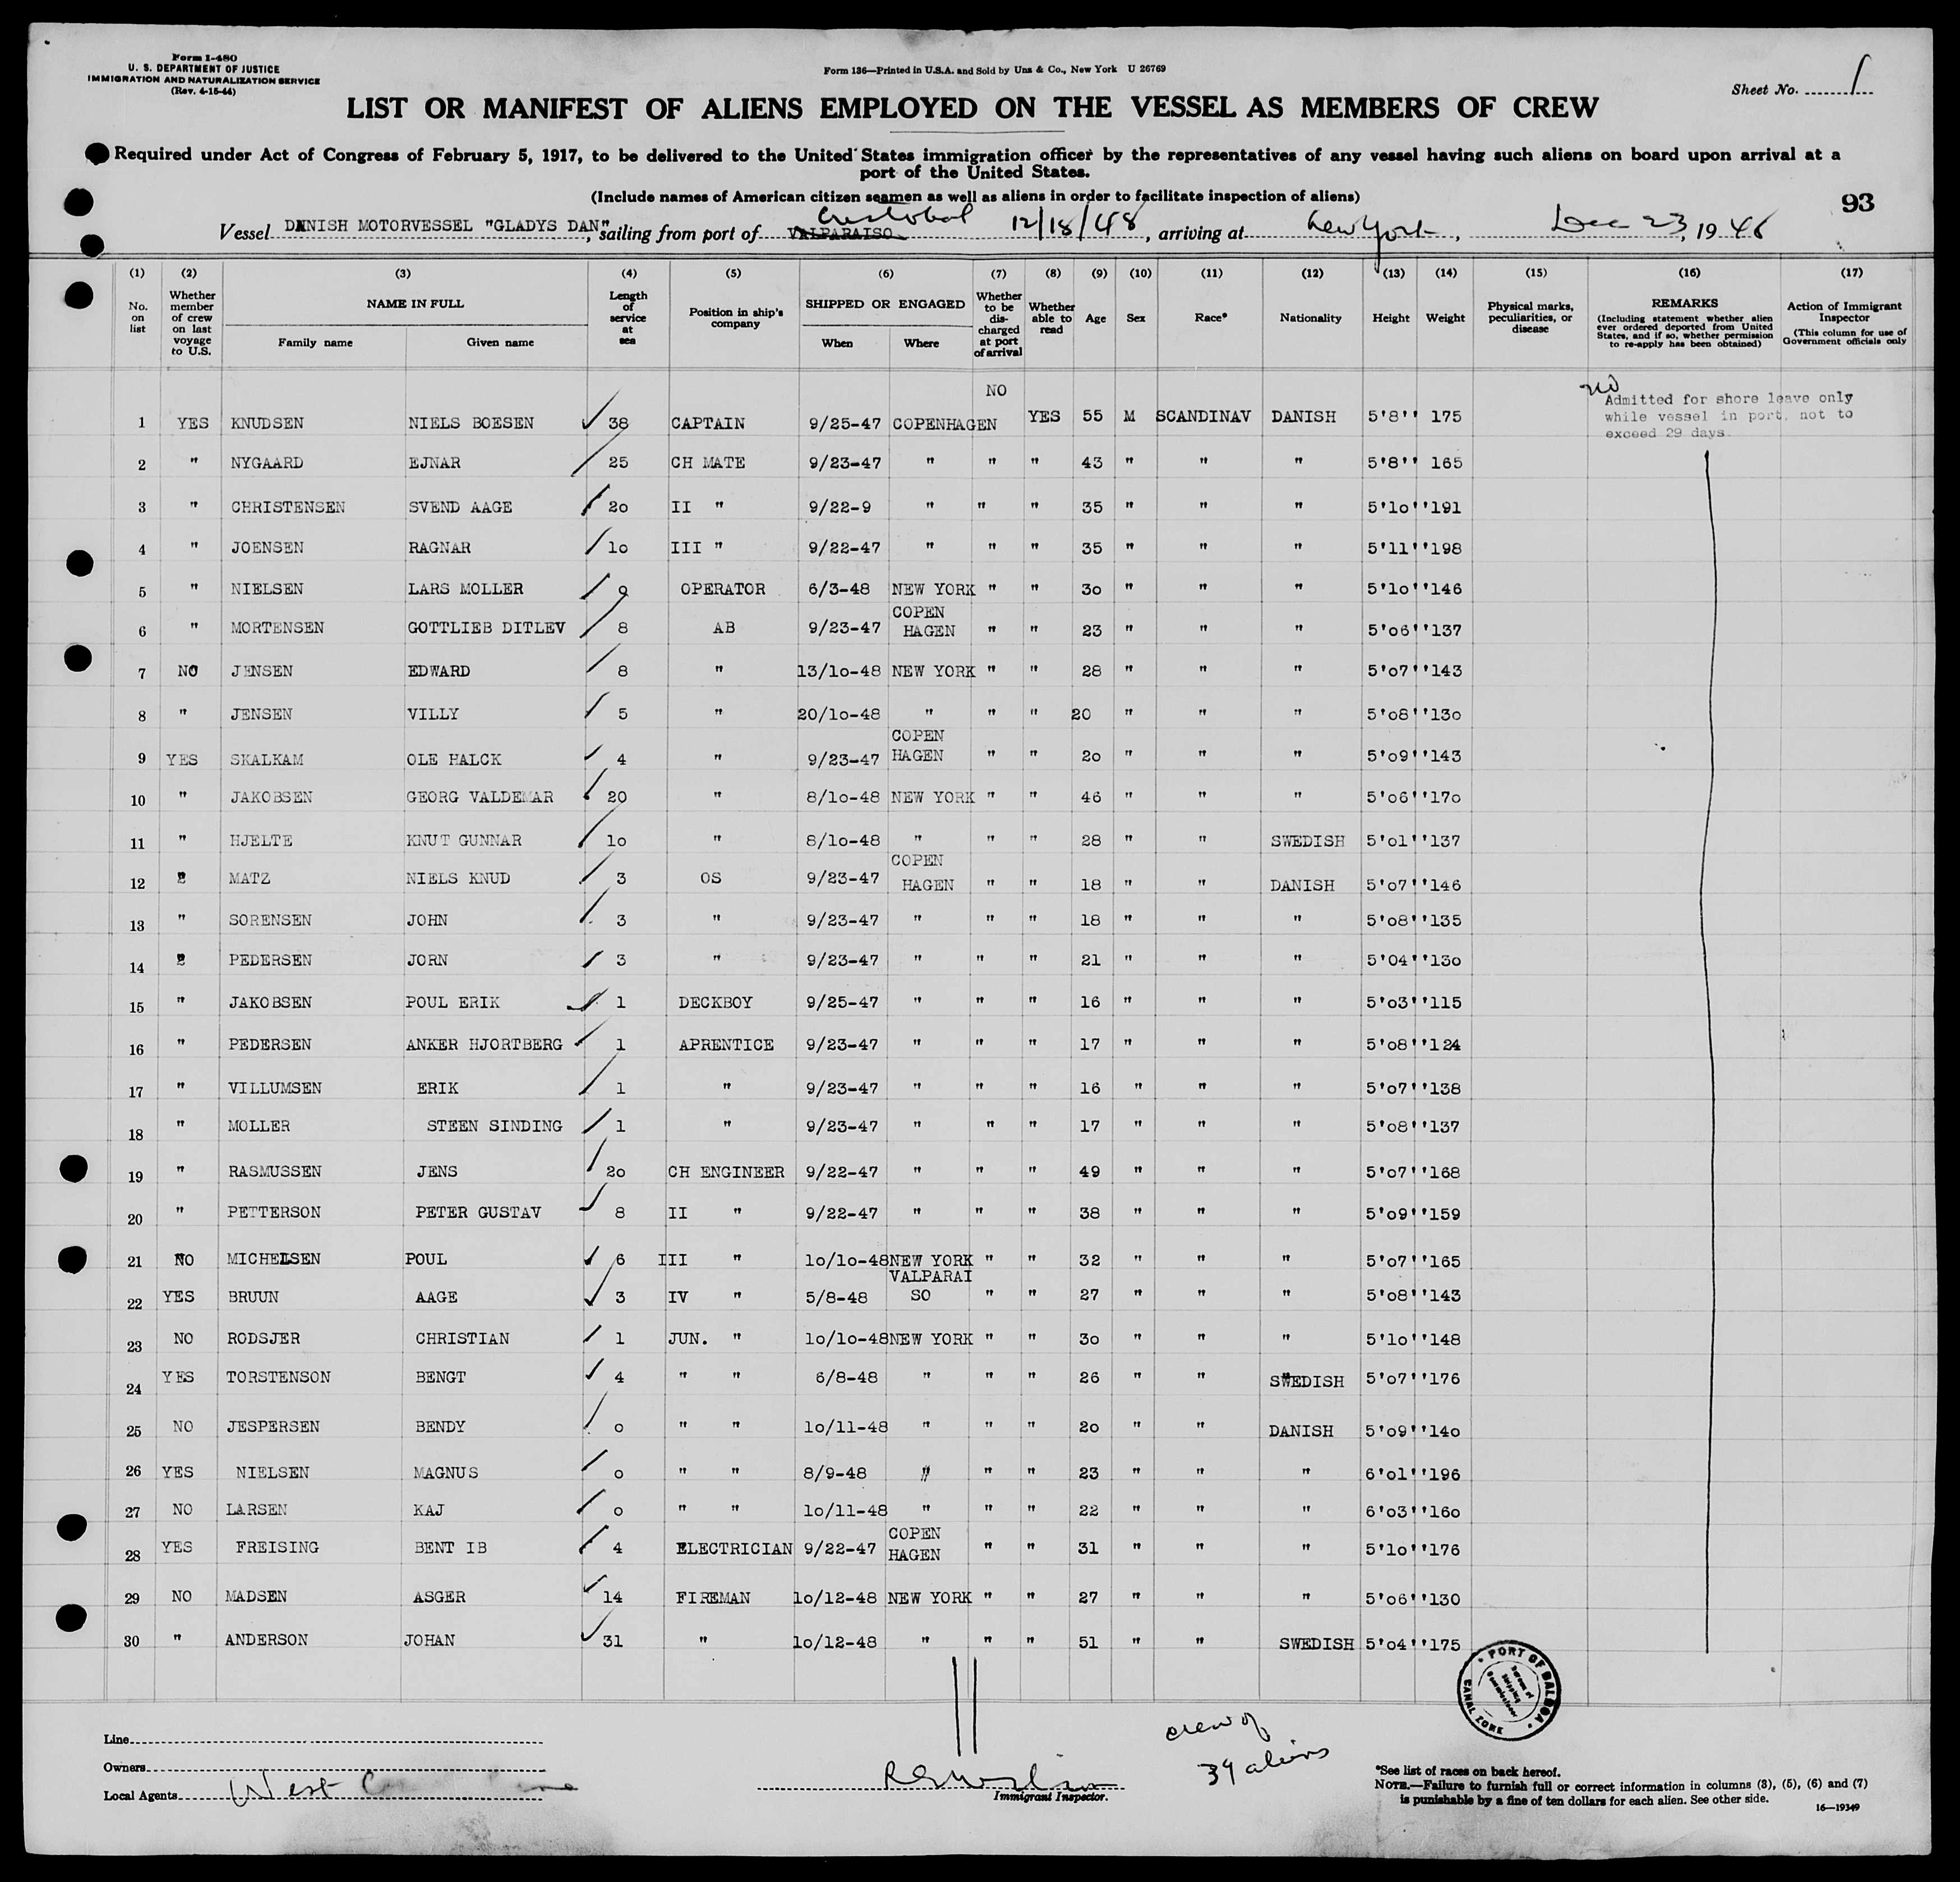 Form I-480
U. S. DEPARTMENT OF JUSTICE
IMMIGRATION AND NATURALIZATION SERVICE
(Rev. 4-15-44)
Form 136—Printed in U.S.A. and Sold by Unz & Co., New York U 26769
Sheet No. 1
LIST OR MANIFEST OF ALIENS EMPLOYED ON THE VESSEL AS MEMBERS OF CREW
Required under Act of Congress of February 5, 1917, to be delivered to the United States immigration officer by the representatives of any vessel having such aliens on board upon arrival at a
port of the United States.
(Include names of American citizen seamen as well as aliens in order to facilitate inspection of aliens)
93
Cristobal
Vessel DANISH MOTORVESSEL "GLADYS DAN", sailing from port of VALPARAISO 12/18/48, arriving at New York, Dec 23, 1948
(1) (2) (3) (4) (5) (6) (7) (8) (9) (10) (11) (12) (13) (14) (15) (16) (17)
No. on list
Whether member of crew on last voyage to U.S.
NAME IN FULL
Family name
Given name
Length of service at sea
Position in ship's company
SHIPPED OR ENGAGED
When
Where
Whether to be discharged at port of arrival
Whether able to read
Age
Sex
Race*
Nationality
Height
Weight
Physical marks, peculiarities, or disease
REMARKS
(Including statement whether alien ever ordered deported from United States, and if so, whether permission to re-apply has been obtained)
Action of Immigrant Inspector
(This column for use of Government officials only
NO
Admitted for shore leave only
while vessel in port, not to
exceed 29 days.
1 YES KNUDSEN NIELS BOESEN 38 CAPTAIN 9/25-47 COPENHAGEN YES 55 M SCANDINAV DANISH 5'8'' 175
2 " NYGAARD EJNAR 25 CH MATE 9/23-47 " " " 43 " " " 5'8'' 165
3 " CHRISTENSEN SVEND AAGE 20 II " 9/22-9 " " " 35 " " " 5'10'' 191
4 " JOENSEN RAGNAR 10 III " 9/22-47 " " " 35 " " " 5'11'' 198
5 " NIELSEN LARS MOLLER 9 OPERATOR 6/3-48 NEW YORK " " 30 " " " 5'10'' 146
6 " MORTENSEN GOTTLIEB DITLEV 8 AB 9/23-47 COPEN HAGEN " " 23 " " " 5'06'' 137
7 NO JENSEN EDWARD 8 " 13/10-48 NEW YORK " " 28 " " " 5'07'' 143
8 " JENSEN VILLY 5 " 20/10-48 " " " 20 " " " 5'08'' 130
9 YES SKALKAM OLE HALCK 4 " 9/23-47 COPEN HAGEN " " 20 " " " 5'09'' 143
10 " JAKOBSEN GEORG VALDEMAR 20 " 8/10-48 NEW YORK " " 46 " " " 5'06'' 170
11 " HJELTE KNUT GUNNAR 10 " 8/10-48 " " " 28 " " SWEDISH 5'01'' 137
12 " MATZ NIELS KNUD 3 OS 9/23-47 COPEN HAGEN " " 18 " " DANISH 5'07'' 146
13 " SORENSEN JOHN 3 " 9/23-47 " " " 18 " " " 5'08'' 135
14 " PEDERSEN JORN 3 " 9/23-47 " " " 21 " " " 5'04'' 130
15 " JAKOBSEN POUL ERIK 1 DECKBOY 9/25-47 " " " 16 " " " 5'03'' 115
16 " PEDERSEN ANKER HJORTBERG 1 APRENTICE 9/23-47 " " " 17 " " " 5'08'' 124
17 " VILLUMSEN ERIK 1 " 9/23-47 " " " 16 " " " 5'07'' 138
18 " MOLLER STEEN SINDING 1 " 9/23-47 " " " 17 " " " 5'08'' 137
19 " RASMUSSEN JENS 20 CH ENGINEER 9/22-47 " " " 49 " " " 5'07'' 168
20 " PETTERSON PETER GUSTAV 8 II " 9/22-47 " " " 38 " " " 5'09'' 159
21 NO MICHELSEN POUL 6 III " 10/10-48 NEW YORK " " 32 " " " 5'07'' 165
22 YES BRUUN AAGE 3 IV " 5/8-48 VALPARAI SO " " 27 " " " 5'08'' 143
23 NO RODSJER CHRISTIAN 1 JUN. " 10/10-48 NEW YORK " " 30 " " " 5'10'' 148
24 YES TORSTENSON BENGT 4 " " 6/8-48 " " " 26 " " SWEDISH 5'07'' 176
25 NO JESPERSEN BENDY 0 " " 10/11-48 " " " 20 " " DANISH 5'09'' 140
26 YES NIELSEN MAGNUS 0 " " 8/9-48 " " " 23 " " " 6'01'' 196
27 NO LARSEN KAJ 0 " " 10/11-48 " " " 22 " " " 6'03'' 160
28 YES FREISING BENT IB 4 ELECTRICIAN 9/22-47 COPEN HAGEN " " 31 " " " 5'10'' 176
29 NO MADSEN ASGER 14 FIREMAN 10/12-48 NEW YORK " " 27 " " " 5'06'' 130
30 " ANDERSON JOHAN 31 " 10/12-48 " " " 51 " " SWEDISH 5'04'' 175
PORT OF BALBOA CANAL ZONE
Line
Owners
Local Agents West
Immigrant Inspector.
crew of
39 aliens
*See list of races on back hereof.
NOTE.—Failure to furnish full or correct information in columns (3), (5), (6) and (7)
is punishable by a fine of ten dollars for each alien. See other side.
16—19349